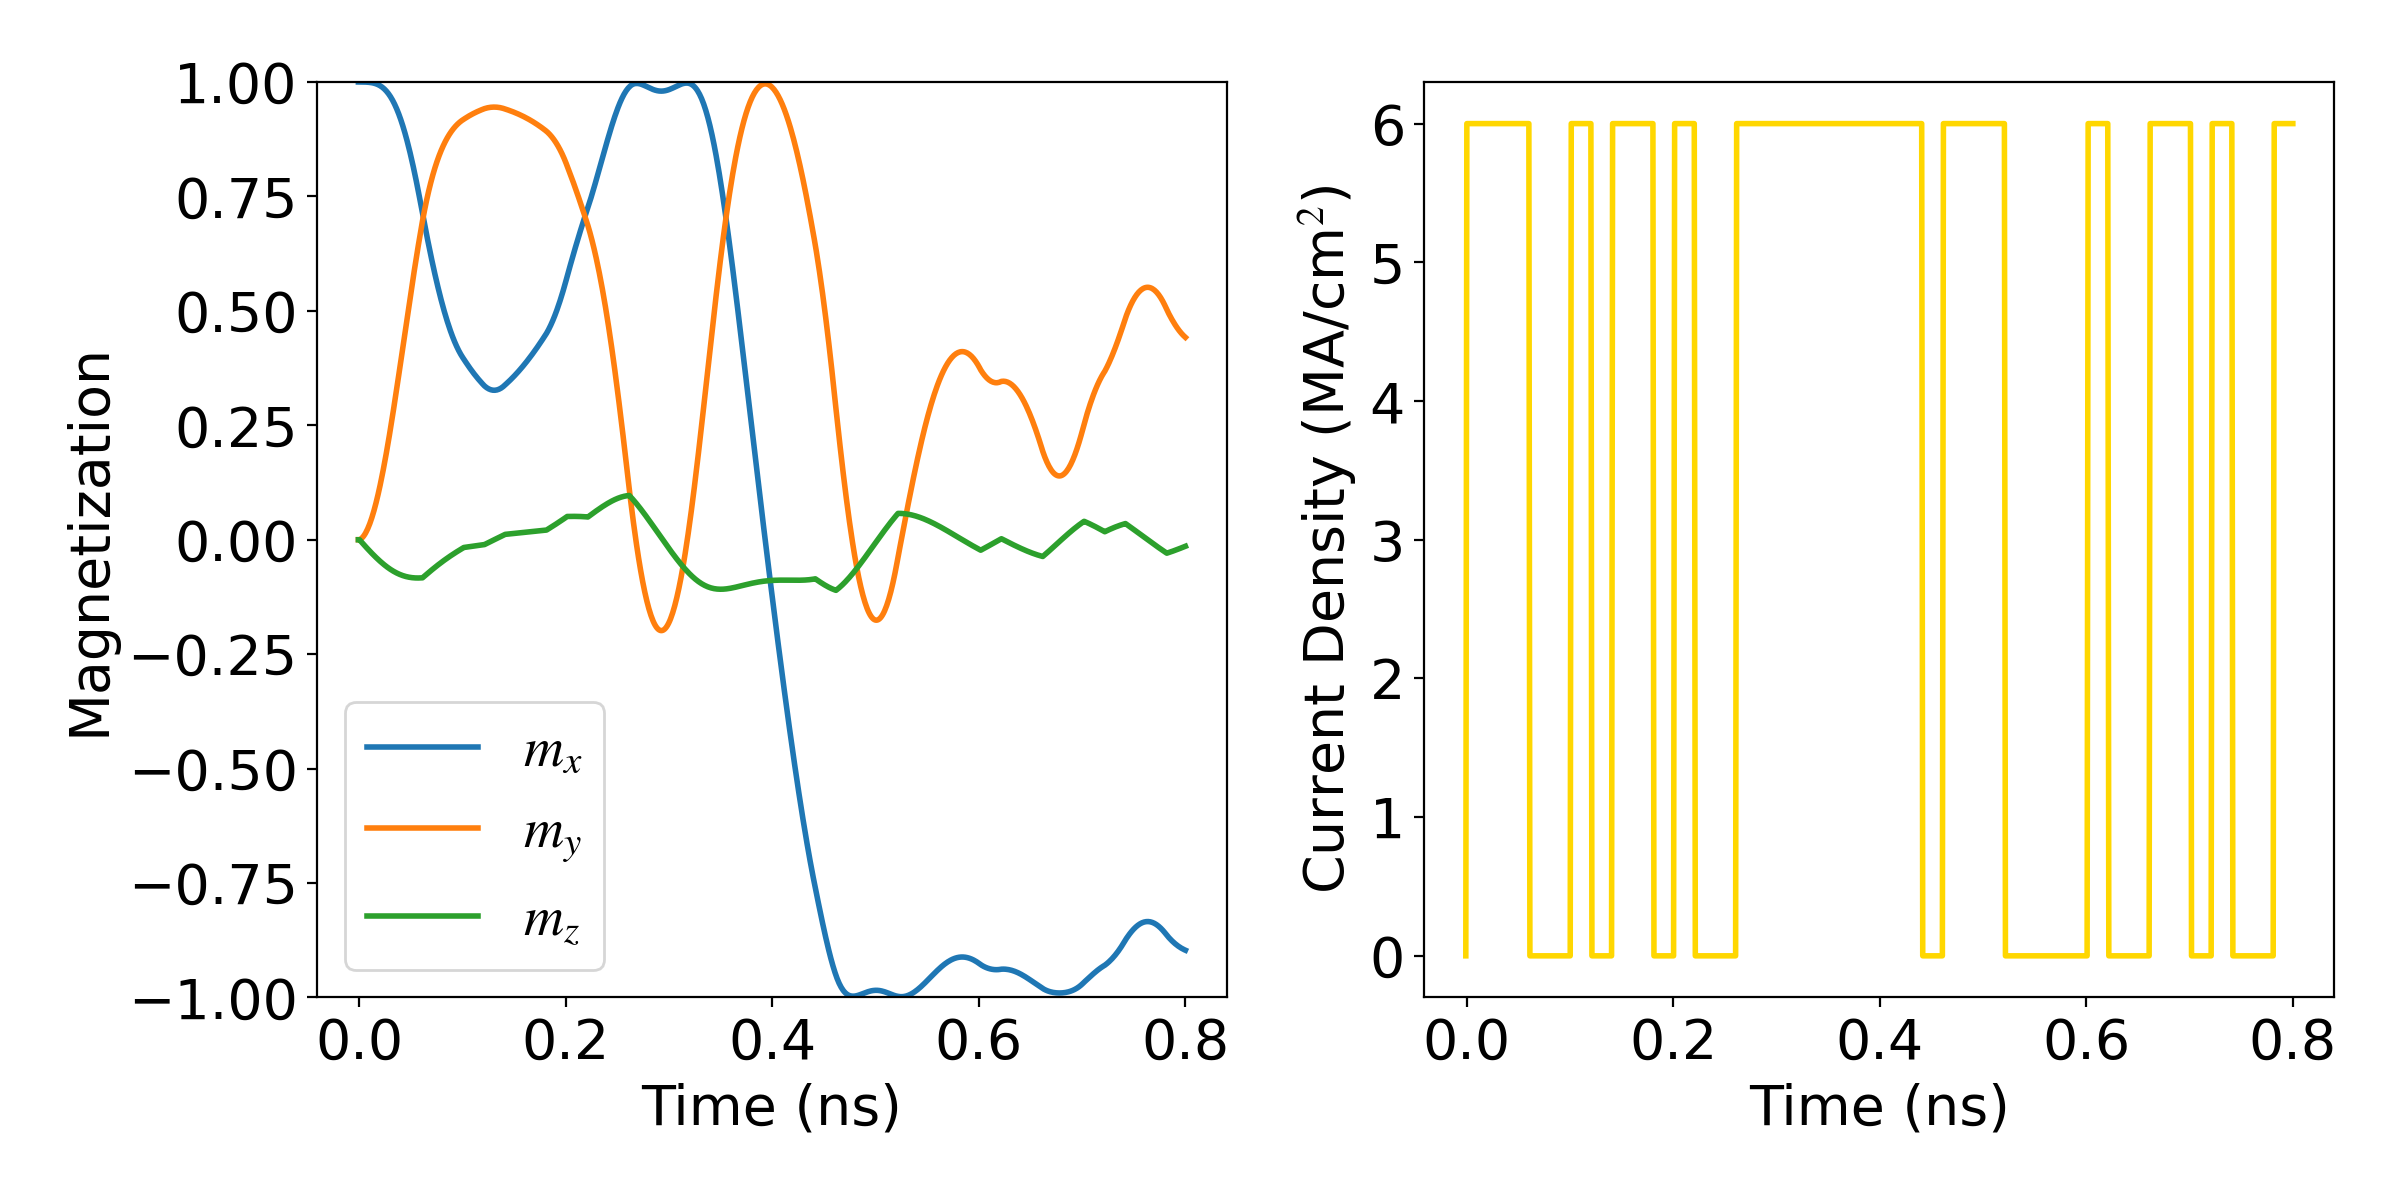 Magnetization
1.00
0.75
0.50
0.25
0.00
−0.25
−0.50
−0.75
−1.00
m_x
m_y
m_z
0.0 0.2 0.4 0.6 0.8
Time (ns)
Current Density (MA/cm²)
6
5
4
3
2
1
0
0.0 0.2 0.4 0.6 0.8
Time (ns)